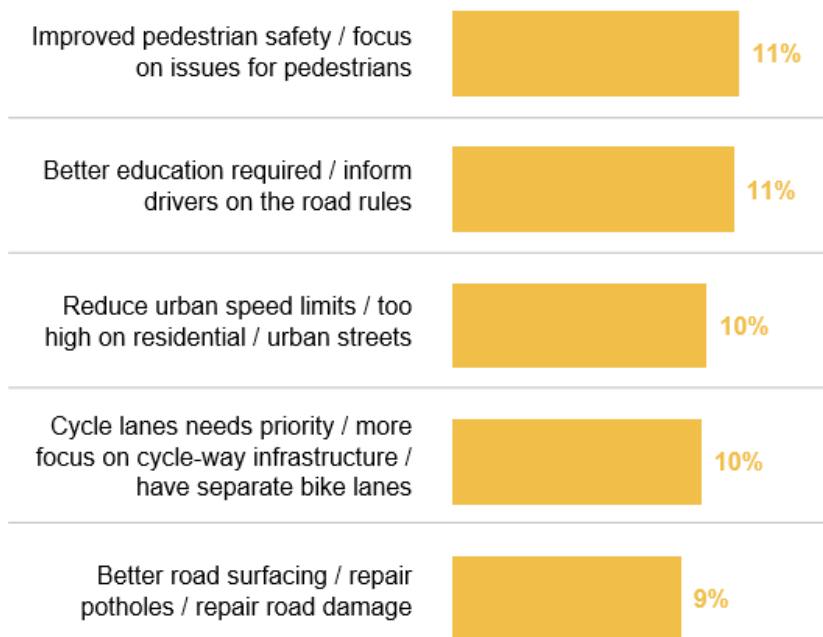 Improved pedestrian safety / focus
on issues for pedestrians
11%
Better education required / inform
drivers on the road rules
11%
Reduce urban speed limits / too
high on residential / urban streets
10%
Cycle lanes needs priority / more
focus on cycle-way infrastructure /
have separate bike lanes
10%
Better road surfacing / repair
potholes / repair road damage
9%